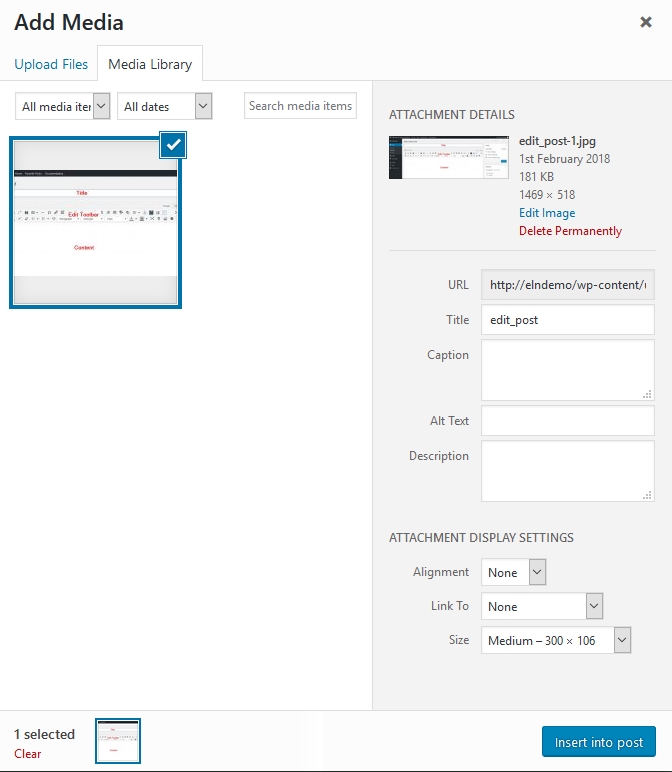 Add Media
Upload Files
Media Library
All media iter
All dates
Search media items
Title
Edit Toolbar
Content
ATTACHMENT DETAILS
edit_post-1.jpg
1st February 2018
181 KB
1469 × 518
Edit Image
Delete Permanently
URL
http://elndemo/wp-content/u
Title
edit_post
Caption
Alt Text
Description
ATTACHMENT DISPLAY SETTINGS
Alignment
None
Link To
None
Size
Medium – 300 × 106
1 selected
Clear
Insert into post